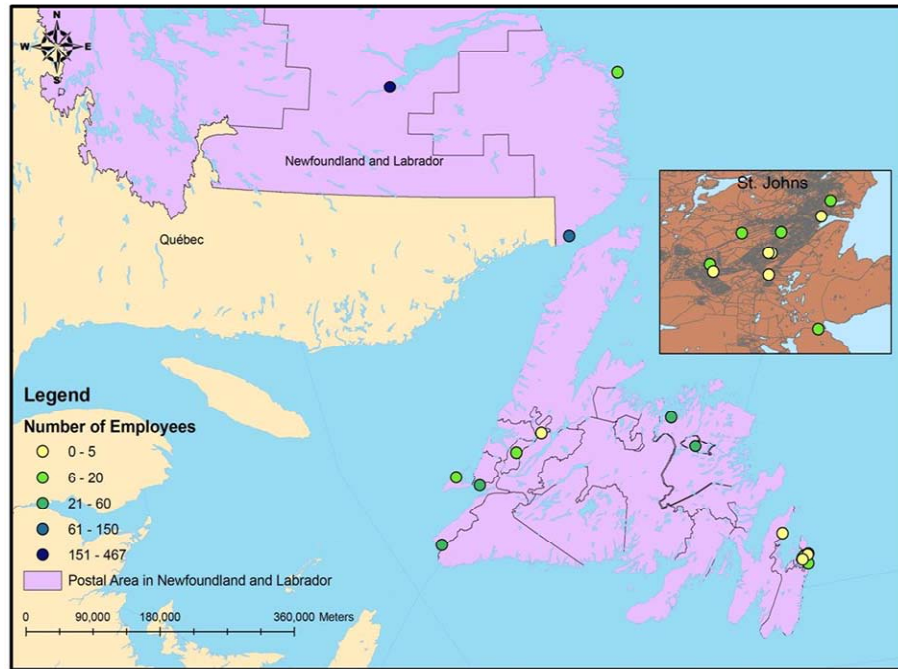 N
W E
S
Newfoundland and Labrador
Québec
St. Johns
Legend
Number of Employees
0 - 5
6 - 20
21 - 60
61 - 150
151 - 467
Postal Area in Newfoundland and Labrador
0 90,000 180,000 360,000 Meters